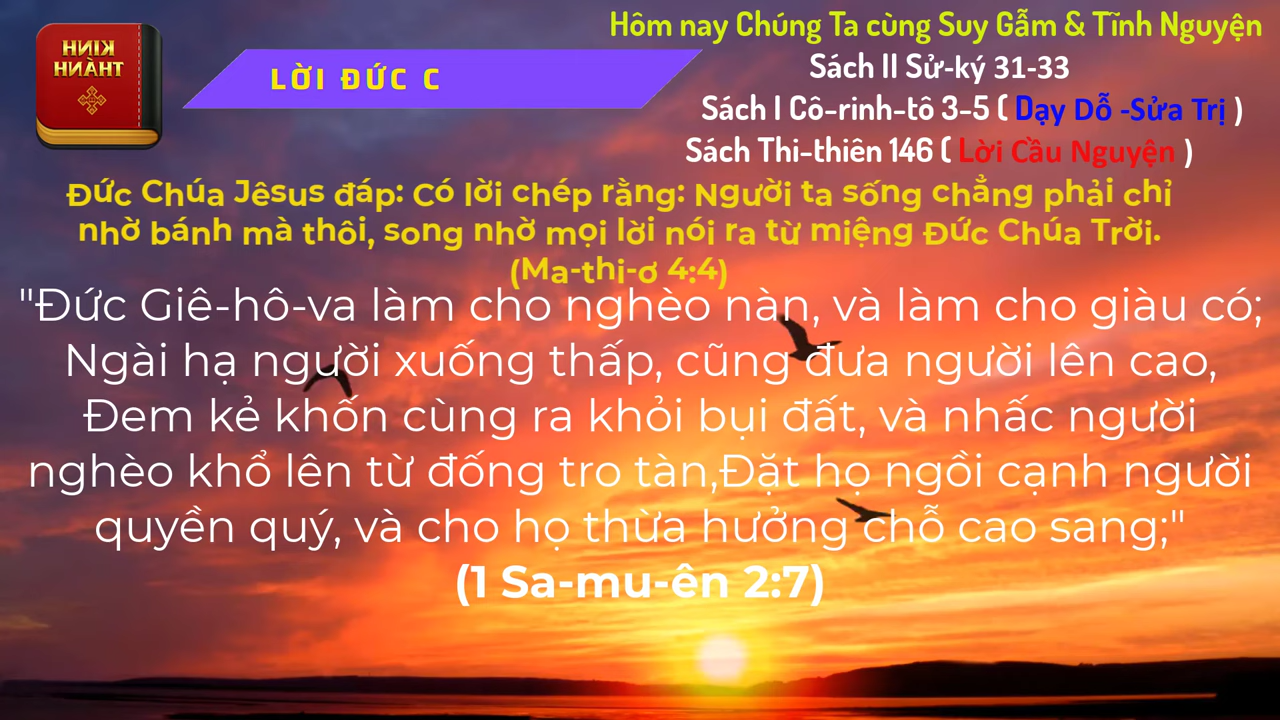 KINH
THÀNH
LỜI ĐỨC C
Hôm nay Chúng Ta cùng Suy Gẫm & Tĩnh Nguyện
Sách II Sử-ký 31-33
Sách I Cô-rinh-tô 3-5 ( Dạy Dỗ -Sửa Trị )
Sách Thi-thiên 146 ( Lời Cầu Nguyện )
Đức Chúa Jêsus đáp: Có lời chép rằng: Người ta sống chẳng phải chỉ
nhờ bánh mà thôi, song nhờ mọi lời nói ra từ miệng Đức Chúa Trời.
(Ma-thi-ơ 4:4)
"Đức Giê-hô-va làm cho nghèo nàn, và làm cho giàu có;
Ngài hạ người xuống thấp, cũng đưa người lên cao,
Đem kẻ khốn cùng ra khỏi bụi đất, và nhấc người
nghèo khổ lên từ đống tro tàn,Đặt họ ngồi cạnh người
quyền quý, và cho họ thừa hưởng chỗ cao sang;"
(1 Sa-mu-ên 2:7)